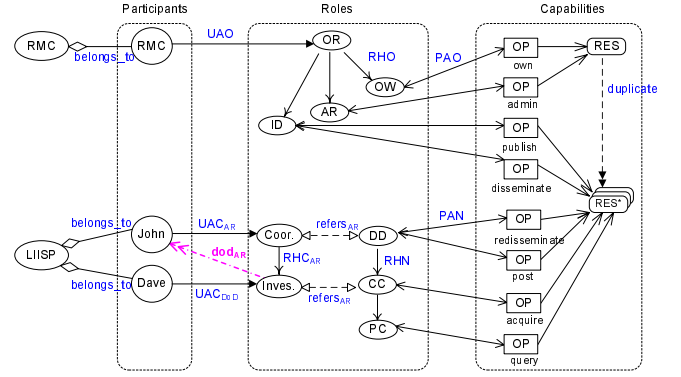 Participants
Roles
Capabilities
RMC
belongs_to
RMC
UAO
OR
RHO
OW
PAO
AR
ID
OP
own
OP
admin
OP
publish
OP
disseminate
RES
duplicate
RES*
LIISP
belongs_to
belongs_to
John
Dave
UACAR
dodAR
UACDoD
Coor.
refersAR
DD
RHCAR
RHN
Inves.
refersAR
CC
PC
PAN
OP
redisseminate
OP
post
OP
acquire
OP
query